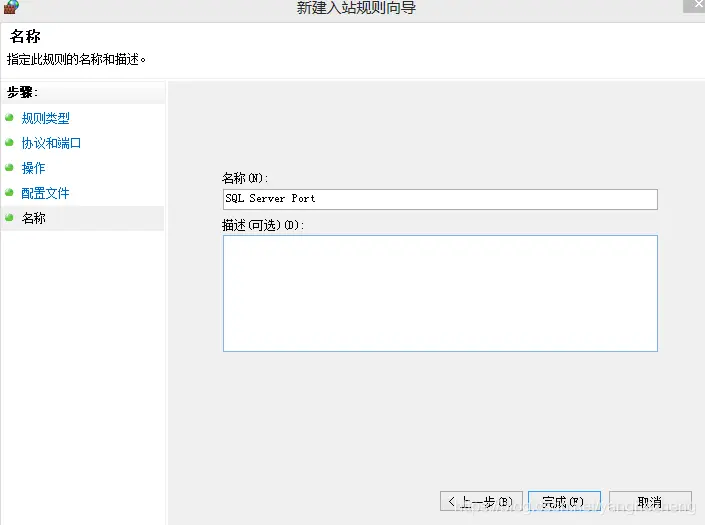 新建入站规则向导
名称
指定此规则的名称和描述。
步骤:
规则类型
协议和端口
操作
配置文件
名称
名称(N):
SQL Server Port
描述(可选)(D):
< 上一步(B)
完成(F)
取消